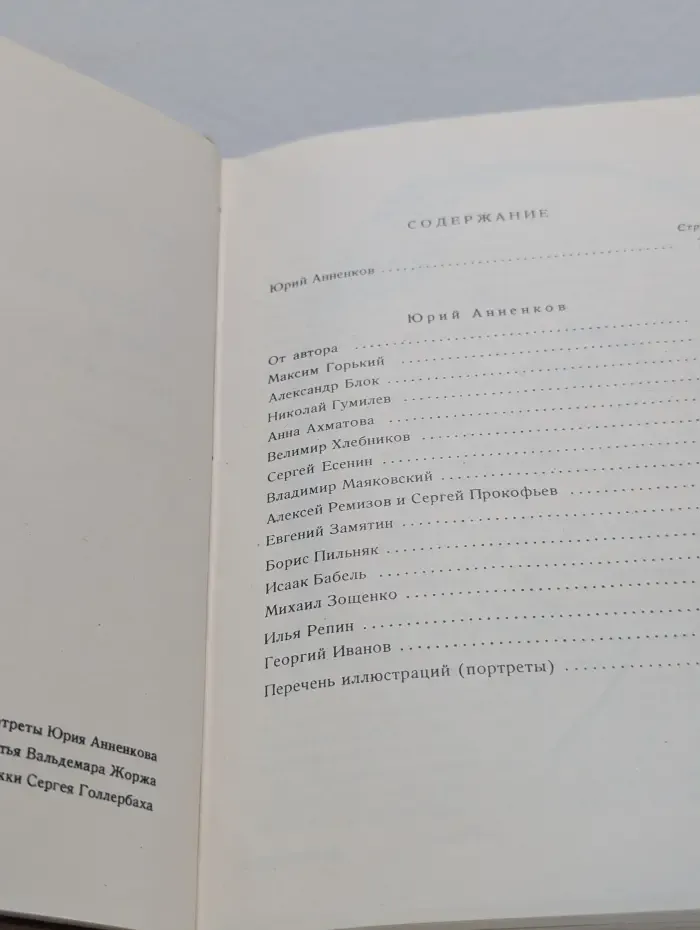 треты Юрия Анненкова
Вальдемара Жоржа
Сергея Голлербаха
СОДЕРЖАНИЕ
Стр
Юрий Анненков
Юрий Анненков
От автора
Максим Горький
Александр Блок
Николай Гумилев
Анна Ахматова
Велимир Хлебников
Сергей Есенин
Владимир Маяковский
Алексей Ремизов и Сергей Прокофьев
Евгений Замятин
Борис Пильняк
Исаак Бабель
Михаил Зощенко
Илья Репин
Георгий Иванов
Перечень иллюстраций (портреты)